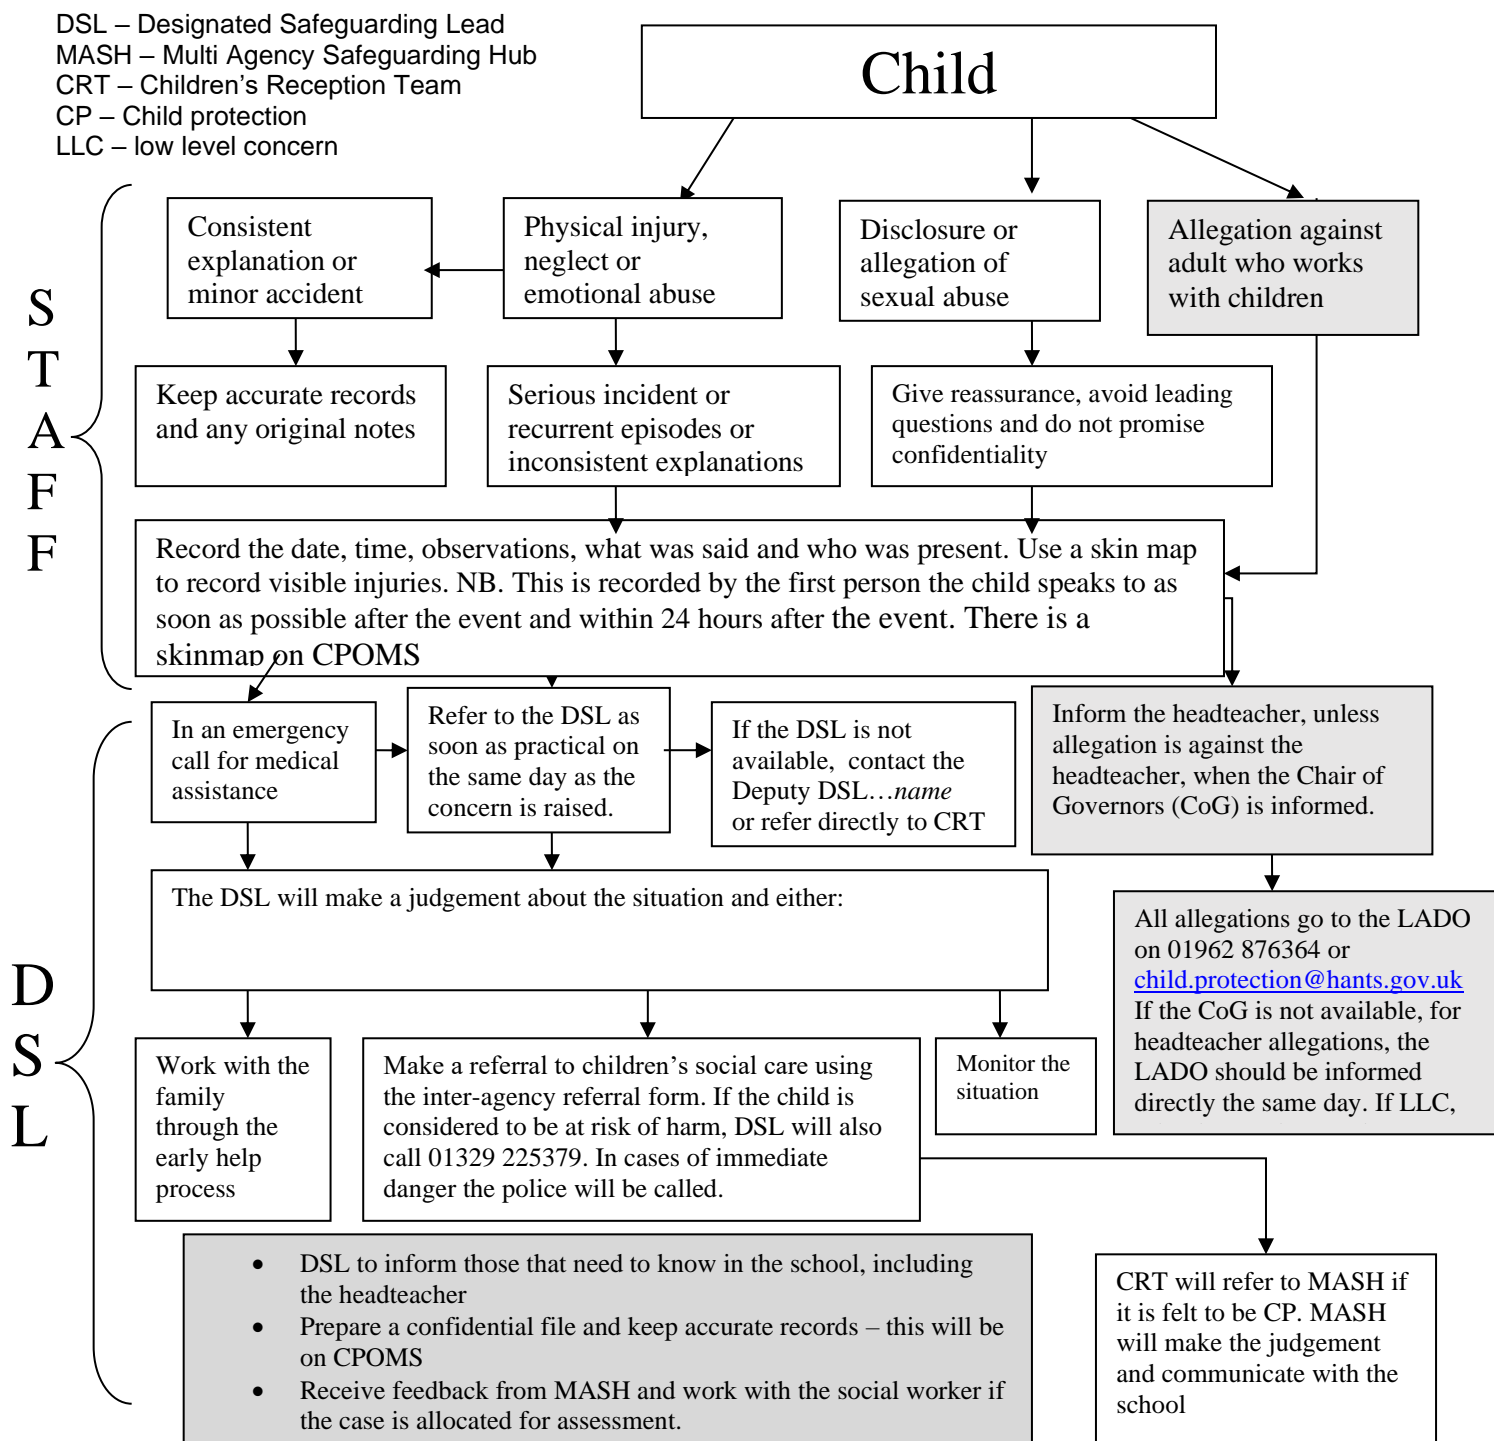 DSL – Designated Safeguarding Lead
MASH – Multi Agency Safeguarding Hub
CRT – Children's Reception Team
CP – Child protection
LLC – low level concern
Child
S
T
A
F
F
Consistent
explanation or
minor accident
Physical injury,
neglect or
emotional abuse
Disclosure or
allegation of
sexual abuse
Allegation against
adult who works
with children
Keep accurate records
and any original notes
Serious incident or
recurrent episodes or
inconsistent explanations
Give reassurance, avoid leading
questions and do not promise
confidentiality
Record the date, time, observations, what was said and who was present. Use a skin map
to record visible injuries. NB. This is recorded by the first person the child speaks to as
soon as possible after the event and within 24 hours after the event. There is a
skinmap on CPOMS
D
S
L
In an emergency
call for medical
assistance
Refer to the DSL as
soon as practical on
the same day as the
concern is raised.
If the DSL is not
available,  contact the
Deputy DSL…name
or refer directly to CRT
Inform the headteacher, unless
allegation is against the
headteacher, when the Chair of
Governors (CoG) is informed.
The DSL will make a judgement about the situation and either:
All allegations go to the LADO
on 01962 876364 or
child.protection@hants.gov.uk
If the CoG is not available, for
headteacher allegations, the
LADO should be informed
directly the same day. If LLC,
Work with the
family
through the
early help
process
Make a referral to children's social care using
the inter-agency referral form. If the child is
considered to be at risk of harm, DSL will also
call 01329 225379. In cases of immediate
danger the police will be called.
Monitor the
situation
• DSL to inform those that need to know in the school, including
the headteacher
• Prepare a confidential file and keep accurate records – this will be
on CPOMS
• Receive feedback from MASH and work with the social worker if
the case is allocated for assessment.
CRT will refer to MASH if
it is felt to be CP. MASH
will make the judgement
and communicate with the
school